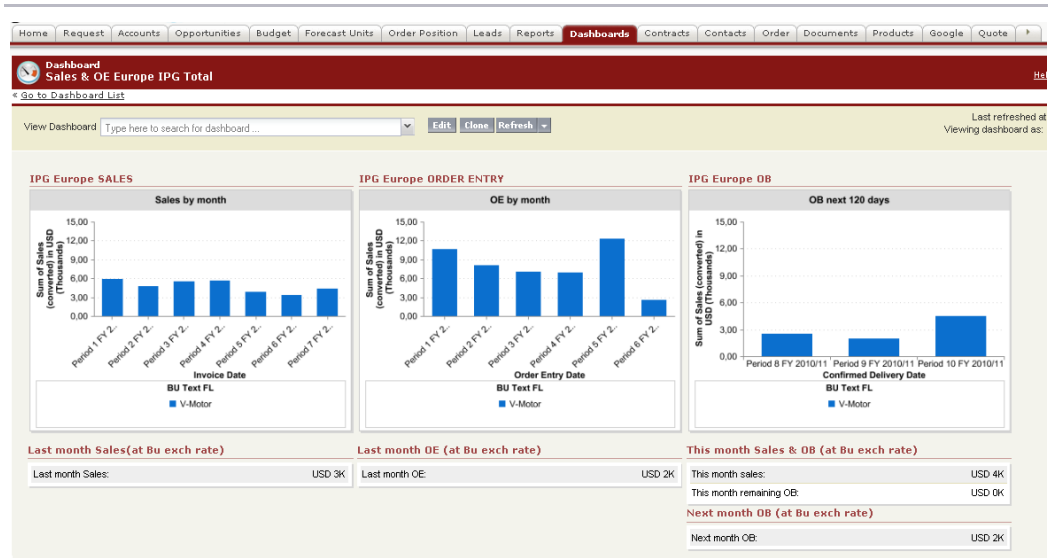 Home Request Accounts Opportunities Budget Forecast Units Order Position Leads Reports Dashboards Contracts Contacts Order Documents Products Google Quote
Dashboard
Sales & OE Europe IPG Total
« Go to Dashboard List
View Dashboard Type here to search for dashboard ... Edit Clone Refresh
Last refreshed at
Viewing dashboard as:
IPG Europe SALES
Sales by month
15,00
12,00
9,00
6,00
3,00
0,00
Sum of Sales
(converted) in USD
(Thousands)
Period 1 FY 2..
Period 2 FY 2..
Period 3 FY 2..
Period 4 FY 2..
Period 5 FY 2..
Period 6 FY 2..
Period 7 FY 2..
Invoice Date
BU Text FL
V-Motor
IPG Europe ORDER ENTRY
OE by month
15,00
12,00
9,00
6,00
3,00
0,00
Sum of Sales
(converted) in USD
(Thousands)
Period 1 FY 2..
Period 2 FY 2..
Period 3 FY 2..
Period 4 FY 2..
Period 5 FY 2..
Period 6 FY 2..
Order Entry Date
BU Text FL
V-Motor
IPG Europe OB
OB next 120 days
15,00
12,00
9,00
6,00
3,00
0,00
Sum of Sales (converted) in
USD (Thousands)
Period 8 FY 2010/11 Period 9 FY 2010/11 Period 10 FY 2010/11
Confirmed Delivery Date
BU Text FL
V-Motor
Last month Sales(at Bu exch rate)
Last month Sales: USD 3K
Last month OE (at Bu exch rate)
Last month OE: USD 2K
This month Sales & OB (at Bu exch rate)
This month sales: USD 4K
This month remaining OB: USD 0K
Next month OB (at Bu exch rate)
Next month OB: USD 2K